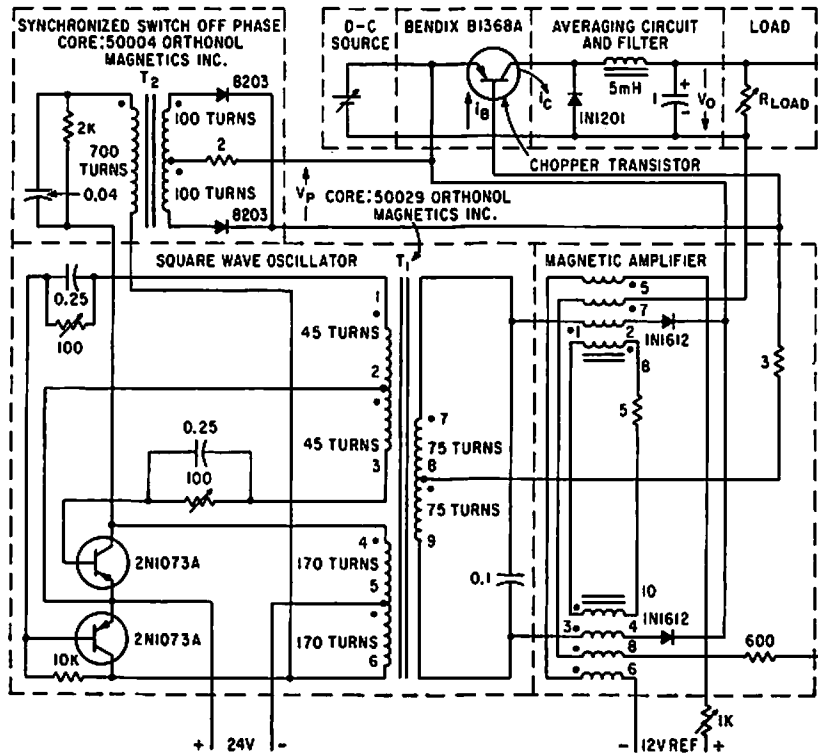 SYNCHRONIZED SWITCH OFF PHASE
CORE:50004 ORTHONOL
MAGNETICS INC.
T2
8203
100 TURNS
2K
700
TURNS
2
0.04
100 TURNS
8203
D-C
SOURCE
BENDIX B1368A
AVERAGING CIRCUIT
AND FILTER
LOAD
iB
iC
5mH
1N1201
1
+
-
VO
RLOAD
CHOPPER TRANSISTOR
VP
CORE:50029 ORTHONOL
MAGNETICS INC.
SQUARE WAVE OSCILLATOR
T1
0.25
100
1
45 TURNS
2
45 TURNS
3
0.25
100
7
75 TURNS
8
75 TURNS
9
4
170 TURNS
5
170 TURNS
6
2N1073A
2N1073A
10K
+ 24V -
0.1
MAGNETIC AMPLIFIER
5
7
1
2
1N1612
8
5
3
10
1N1612
3
4
8
6
600
1K
- 12V REF +